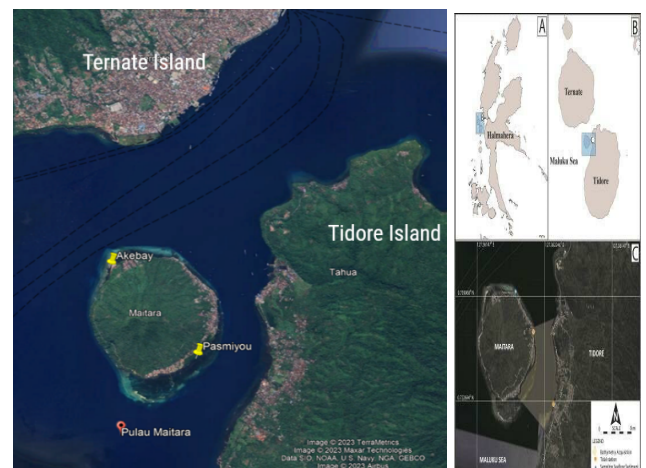 Ternate Island
Tidore Island
Akebay
Tahua
Maitara
Pasmiyou
Pulau Maitara
Image © 2023 TerraMetrics
Image © 2023 Maxar Technologies
Data SIO, NOAA, U.S. Navy, NGA, GEBCO
Image © 2023 Airbus
A
Halmahera
B
Ternate
Maluku Sea
Tidore
C
MAITARA
TIDORE
MALUKU SEA